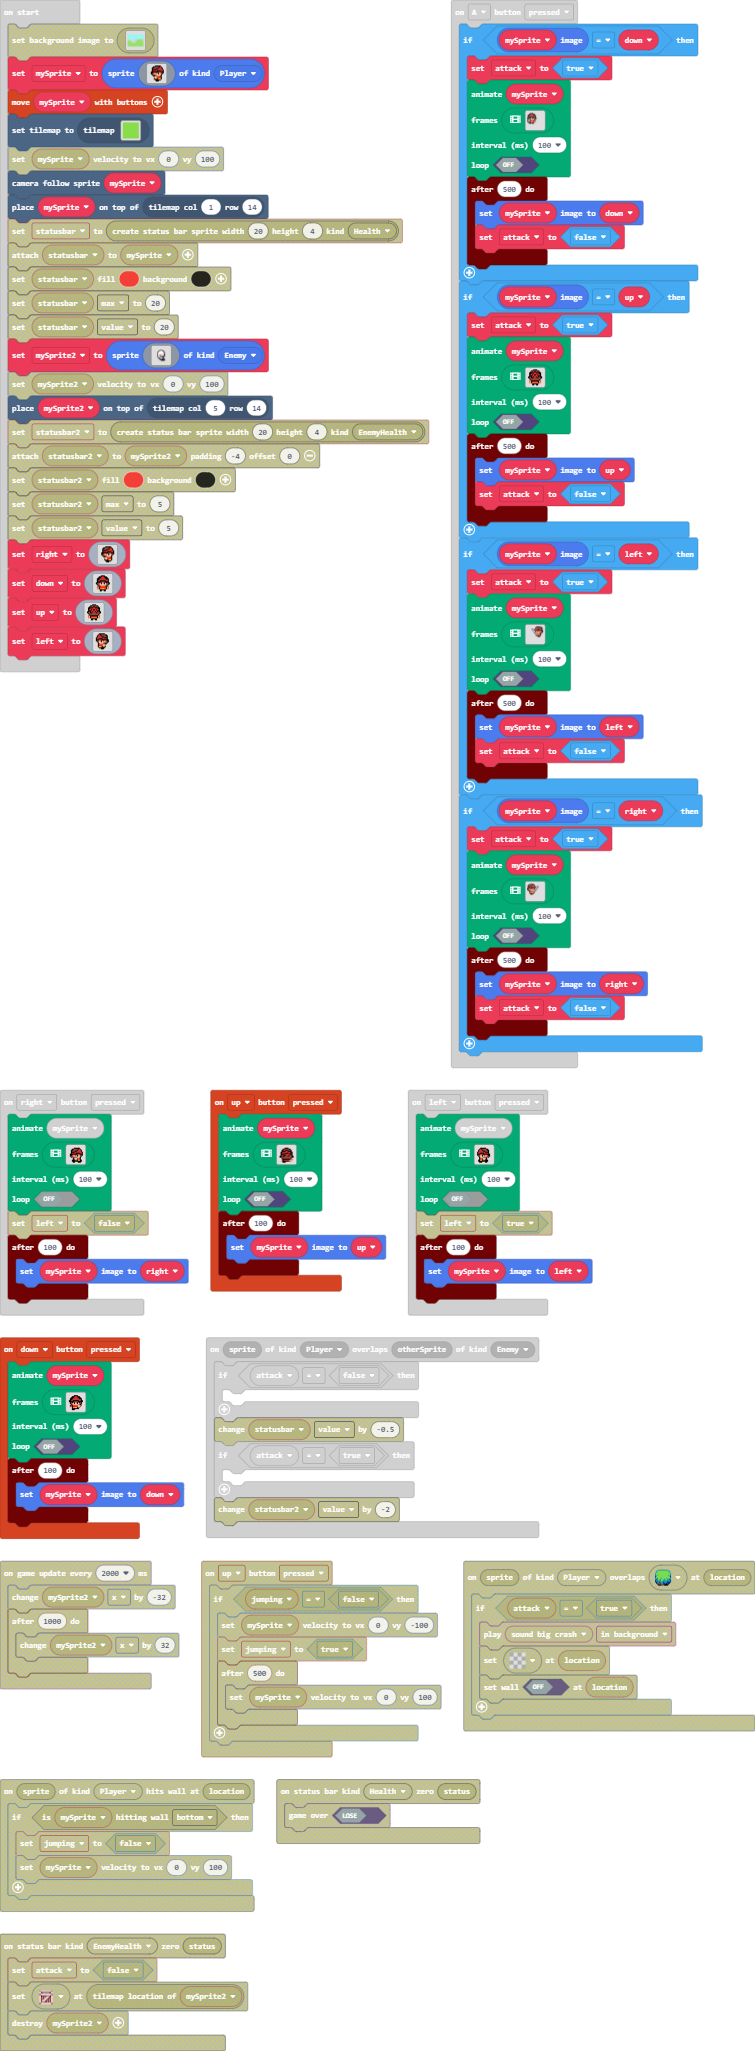 on start
set background image to
set mySprite to sprite of kind Player
move mySprite with buttons
set tilemap to tilemap
set mySprite velocity to vx 0 vy 100
camera follow sprite mySprite
place mySprite on top of tilemap col 1 row 14
set statusbar to create status bar sprite width 20 height 4 kind Health
attach statusbar to mySprite
set statusbar fill background
set statusbar max to 20
set statusbar value to 20
set mySprite2 to sprite of kind Enemy
set mySprite2 velocity to vx 0 vy 100
place mySprite2 on top of tilemap col 5 row 14
set statusbar2 to create status bar sprite width 20 height 4 kind EnemyHealth
attach statusbar2 to mySprite2 padding -4 offset 0
set statusbar2 fill background
set statusbar2 max to 5
set statusbar2 value to 5
set right to
set down to
set up to
set left to
on A button pressed
if mySprite image = down then
set attack to true
animate mySprite
frames
interval (ms) 100
loop OFF
after 500 do
set mySprite image to down
set attack to false
if mySprite image = up then
set attack to true
animate mySprite
frames
interval (ms) 100
loop OFF
after 500 do
set mySprite image to up
set attack to false
if mySprite image = left then
set attack to true
animate mySprite
frames
interval (ms) 100
loop OFF
after 500 do
set mySprite image to left
set attack to false
if mySprite image = right then
set attack to true
animate mySprite
frames
interval (ms) 100
loop OFF
after 500 do
set mySprite image to right
set attack to false
on right button pressed
animate mySprite
frames
interval (ms) 100
loop OFF
set left to false
after 100 do
set mySprite image to right
on up button pressed
animate mySprite
frames
interval (ms) 100
loop OFF
after 100 do
set mySprite image to up
on left button pressed
animate mySprite
frames
interval (ms) 100
loop OFF
set left to true
after 100 do
set mySprite image to left
on down button pressed
animate mySprite
frames
interval (ms) 100
loop OFF
after 100 do
set mySprite image to down
on sprite of kind Player overlaps otherSprite of kind Enemy
if attack = false then
change statusbar value by -0.5
if attack = true then
change statusbar2 value by -2
on game update every 2000 ms
change mySprite2 x by -32
after 1000 do
change mySprite2 x by 32
on up button pressed
if jumping = false then
set mySprite velocity to vx 0 vy -100
set jumping to true
after 500 do
set mySprite velocity to vx 0 vy 100
on sprite of kind Player overlaps at location
if attack = true then
play sound big crash in background
set at location
set wall OFF at location
on sprite of kind Player hits wall at location
if is mySprite hitting wall bottom then
set jumping to false
set mySprite velocity to vx 0 vy 100
on status bar kind Health zero status
game over LOSE
on status bar kind EnemyHealth zero status
set attack to false
set at tilemap location of mySprite2
destroy mySprite2